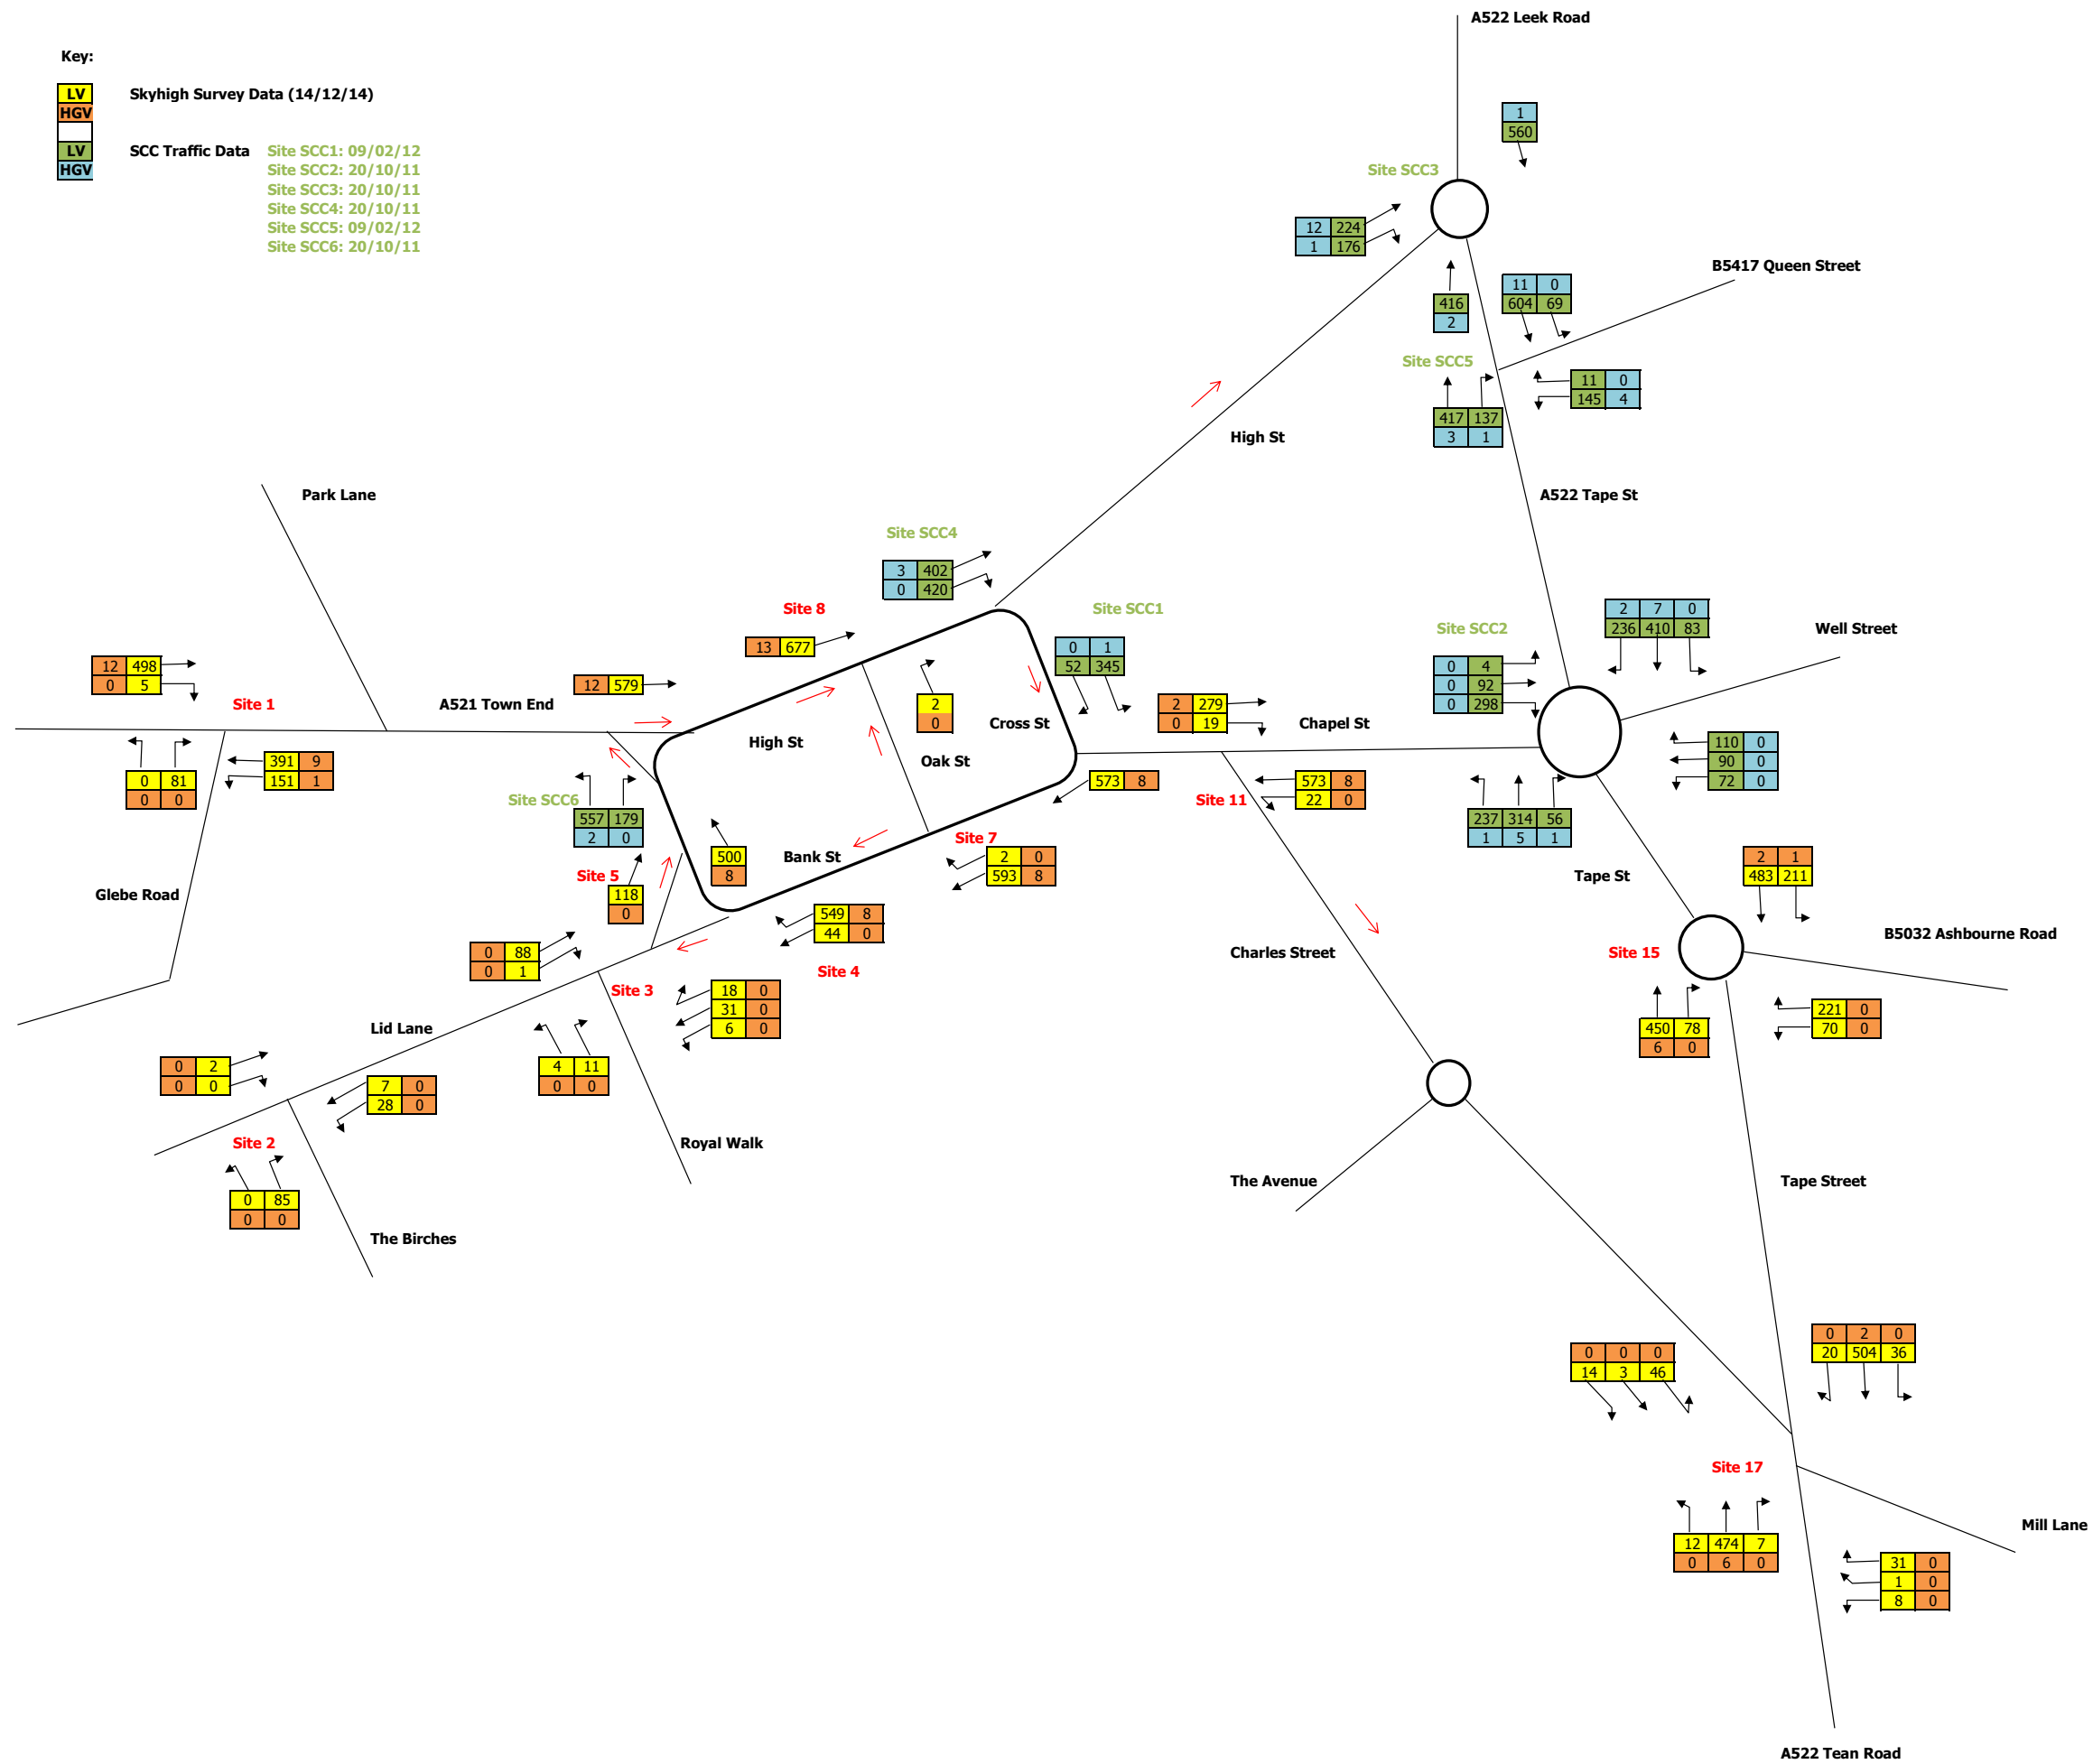 A522 Leek Road
Key:
LV Skyhigh Survey Data (14/12/14)
HGV
LV SCC Traffic Data Site SCC1: 09/02/12
HGV Site SCC2: 20/10/11
Site SCC3: 20/10/11
Site SCC4: 20/10/11
Site SCC5: 09/02/12
Site SCC6: 20/10/11
1
560
Site SCC3
12 224
1 176
B5417 Queen Street
11 0
604 69
416
2
Site SCC5
11 0
145 4
417 137
3 1
High St
Park Lane
A522 Tape St
Site SCC4
3 402
0 420
Site 8
13 677
Site SCC1
0 1
52 345
Site SCC2
2 7 0
236 410 83
Well Street
12 498
0 5
0 4
0 92
0 298
Site 1
A521 Town End
12 579
2
0
Cross St
2 279
0 19
Chapel St
High St
Oak St
110 0
90 0
72 0
391 9
151 1
0 81
0 0
573 8
Site 11
573 8
22 0
Site SCC6
557 179
2 0
237 314 56
1 5 1
Site 7
Bank St
500
8
2 0
593 8
Site 5
118
0
Tape St
2 1
483 211
Glebe Road
549 8
44 0
B5032 Ashbourne Road
Charles Street
Site 15
0 88
0 1
Site 4
Site 3
18 0
31 0
6 0
221 0
70 0
450 78
6 0
Lid Lane
0 2
0 0
4 11
0 0
7 0
28 0
Site 2
Royal Walk
The Avenue
Tape Street
0 85
0 0
The Birches
0 2 0
20 504 36
0 0 0
14 3 46
Site 17
Mill Lane
12 474 7
0 6 0
31 0
1 0
8 0
A522 Tean Road